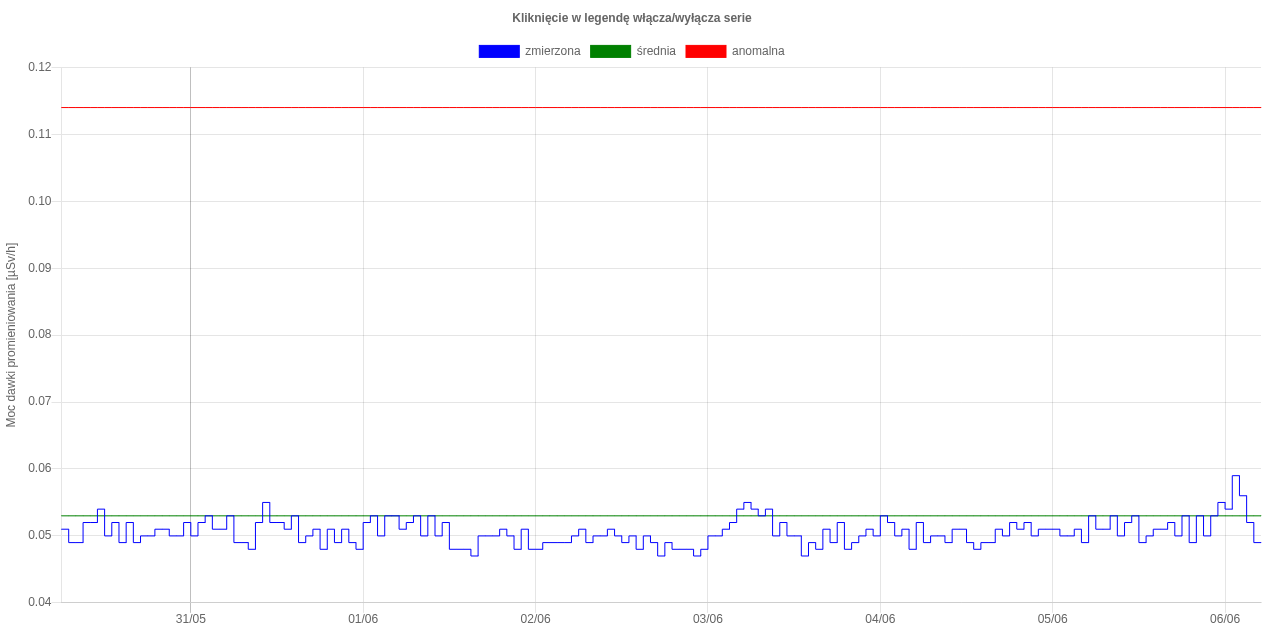 Kliknięcie w legendę włącza/wyłącza serie
zmierzona średnia anomalna
Moc dawki promieniowania [µSv/h]
0.12
0.11
0.10
0.09
0.08
0.07
0.06
0.05
0.04
31/05 01/06 02/06 03/06 04/06 05/06 06/06